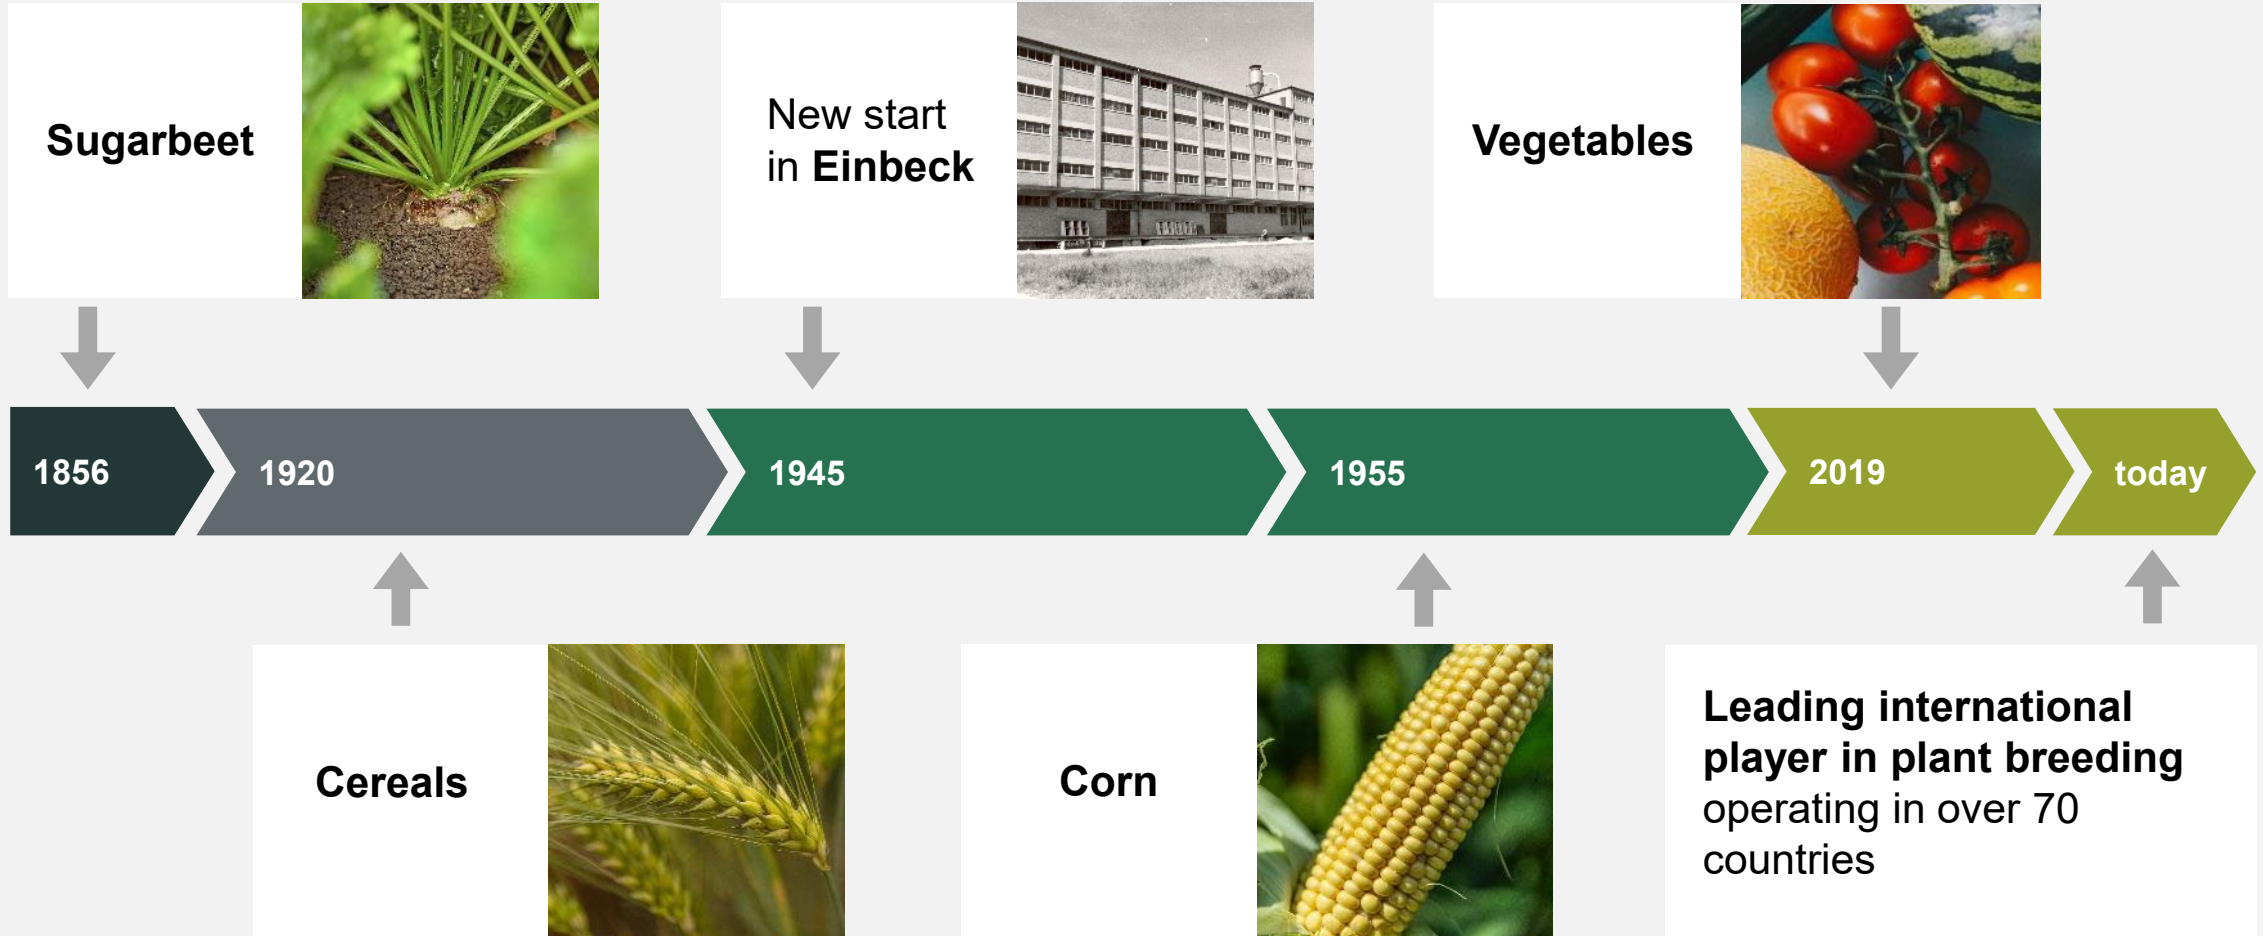 Sugarbeet
New start
in Einbeck
Vegetables
1856
1920
1945
1955
2019
today
Cereals
Corn
Leading international
player in plant breeding
operating in over 70
countries